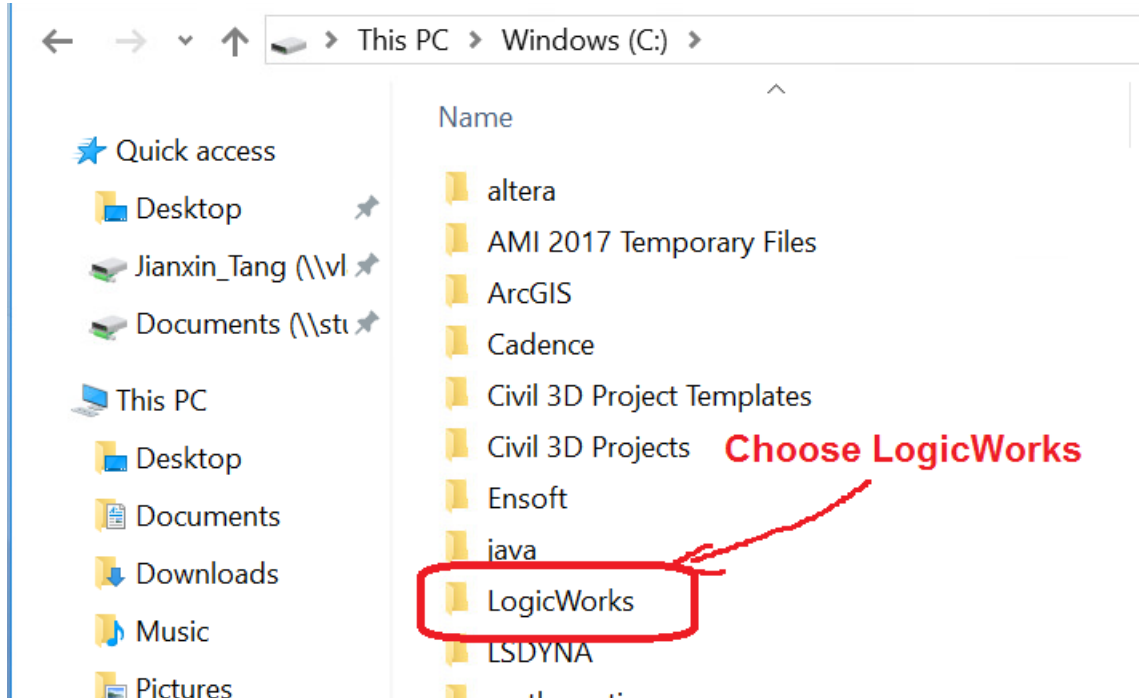 This PC > Windows (C:) >
Name
Quick access
Desktop
Jianxin_Tang (\\vl
Documents (\\stu
This PC
Desktop
Documents
Downloads
Music
Pictures
altera
AMI 2017 Temporary Files
ArcGIS
Cadence
Civil 3D Project Templates
Civil 3D Projects
Choose LogicWorks
Ensoft
java
LogicWorks
LSDYNA